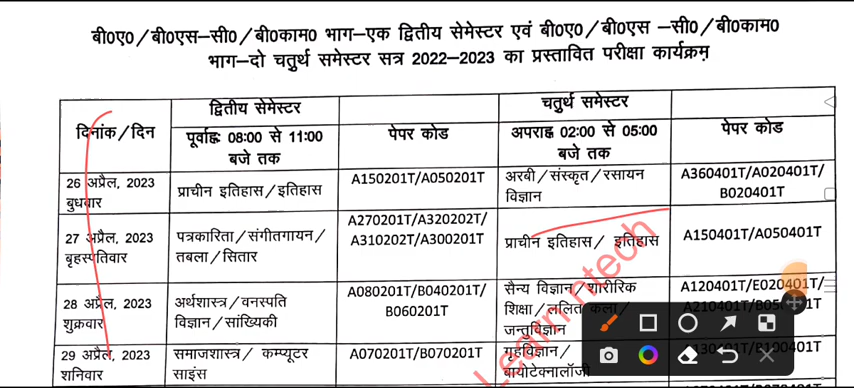 बी0ए0/बी0एस-सी0/बी0काम0 भाग-एक द्वितीय सेमेस्टर एवं बी0ए0/बी0एस -सी0/बी0काम0
भाग-दो चतुर्थ सेमेस्टर सत्र 2022-2023 का प्रस्तावित परीक्षा कार्यक्रम
दिनांक/दिन
द्वितीय सेमेस्टर
चतुर्थ सेमेस्टर
पूर्वाह्न: 08:00 से 11:00
बजे तक
पेपर कोड
अपराह्न 02:00 से 05:00
बजे तक
पेपर कोड
26 अप्रैल, 2023
बुधवार
प्राचीन इतिहास/इतिहास
A150201T/A050201T
अरबी/संस्कृत/रसायन
विज्ञान
A360401T/A020401T/
B020401T
27 अप्रैल, 2023
बृहस्पतिवार
पत्रकारिता/संगीतगायन/
तबला/सितार
A270201T/A320202T/
A310202T/A300201T
प्राचीन इतिहास/ इतिहास
A150401T/A050401T
28 अप्रैल, 2023
शुक्रवार
अर्थशास्त्र/वनस्पति
विज्ञान/सांख्यिकी
A080201T/B040201T/
B060201T
सैन्य विज्ञान/शारीरिक
शिक्षा/ललित कला/
जन्तुविज्ञान
A120401T/E020401T/
29 अप्रैल, 2023
शनिवार
समाजशास्त्र/ कम्प्यूटर
साइंस
A070201T/B070201T
गृहविज्ञान/
बायोटेक्नालॉजी
Learn ntech